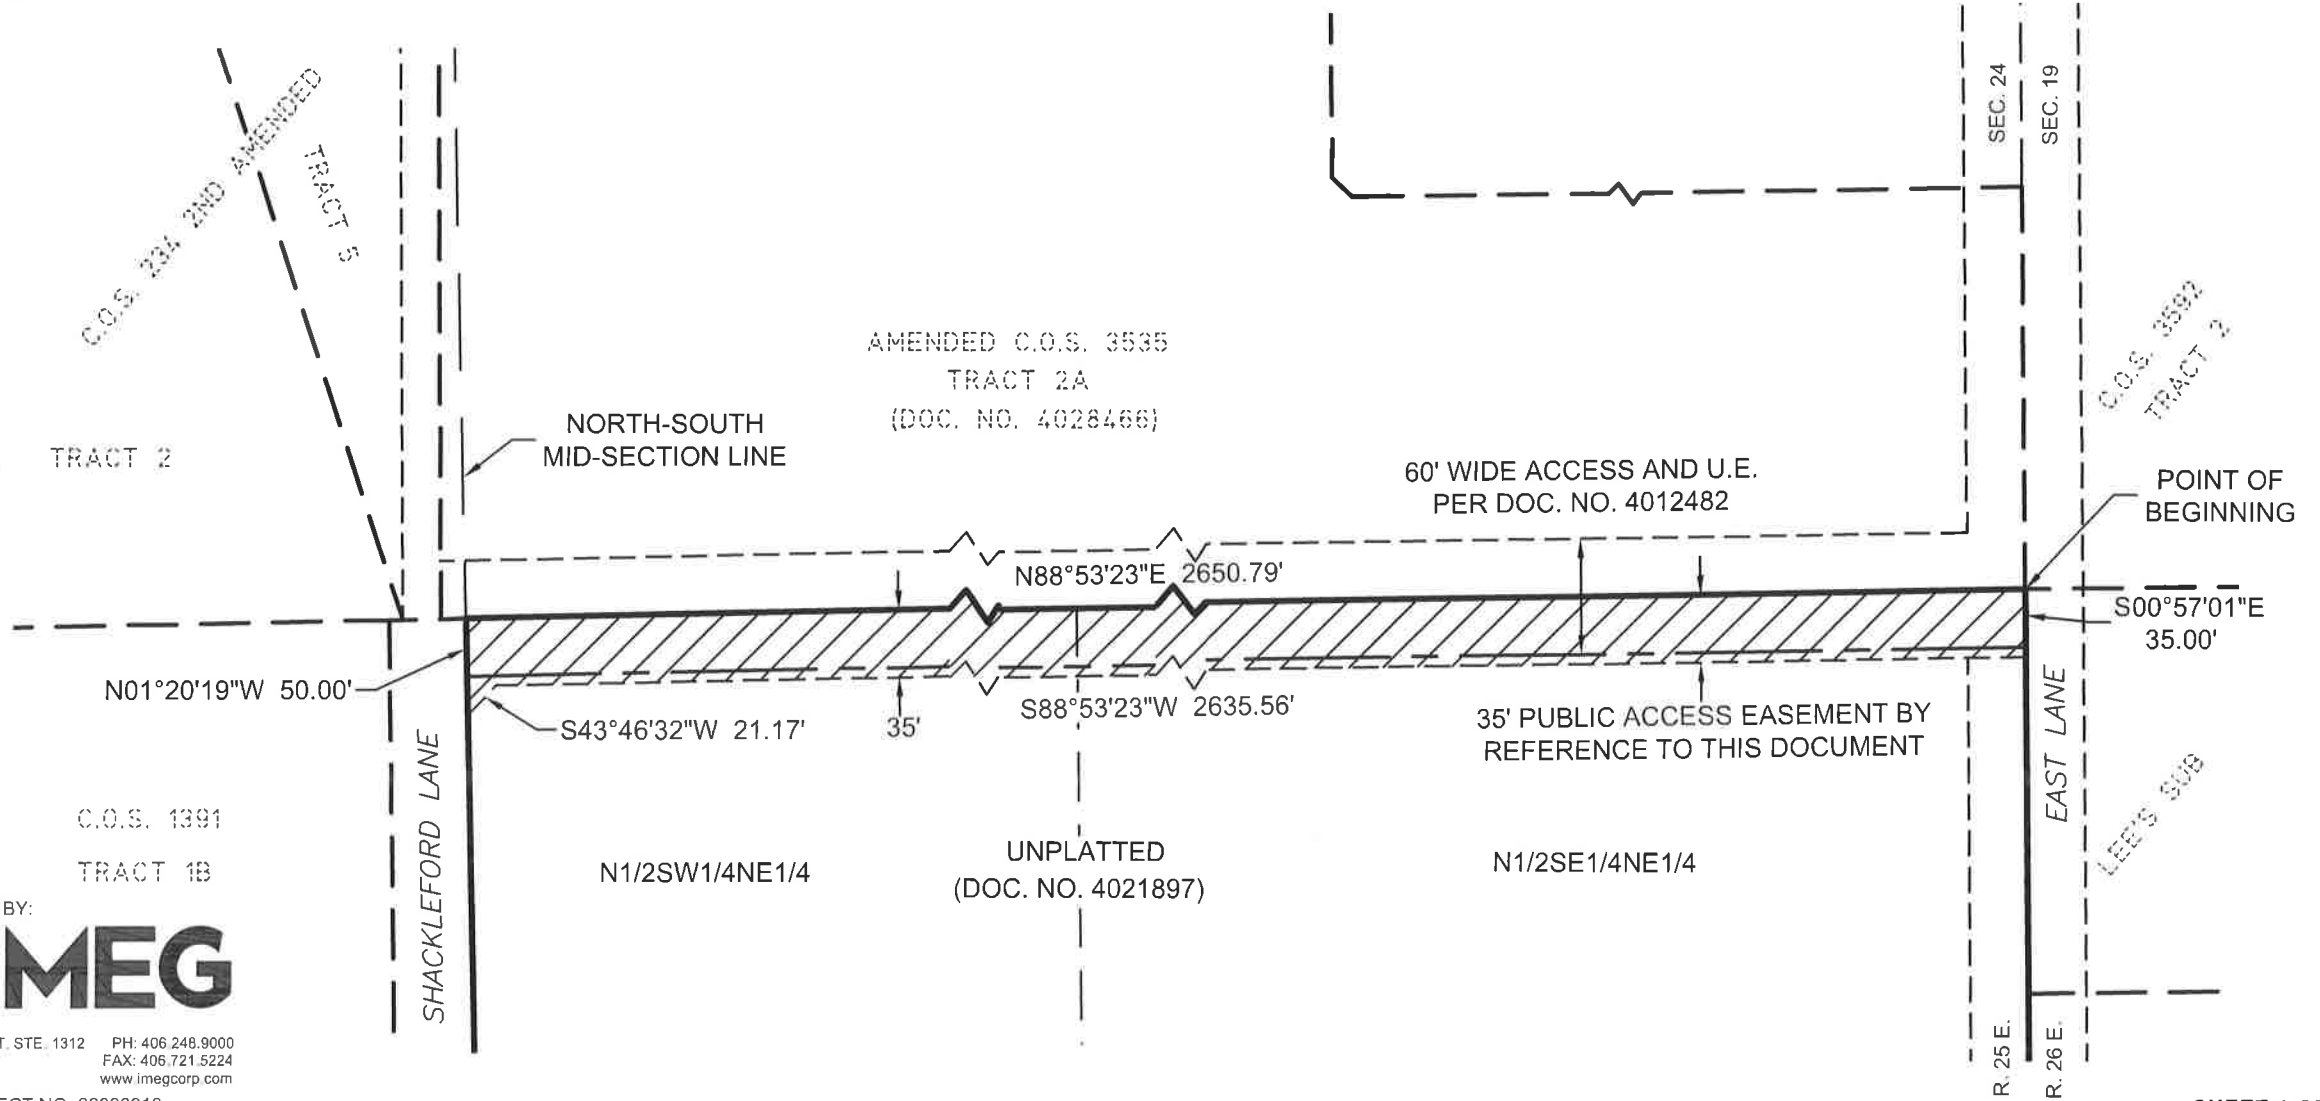 C.O.S. 234 2ND AMENDED
TRACT 5
TRACT 2
SEC. 24
SEC. 19
AMENDED C.O.S. 3535
TRACT 2A
(DOC. NO. 4028466)
NORTH-SOUTH
MID-SECTION LINE
C.O.S. 3592
TRACT 2
60' WIDE ACCESS AND U.E.
PER DOC. NO. 4012482
POINT OF
BEGINNING
N88°53'23"E 2650.79'
S00°57'01"E
35.00'
N01°20'19"W 50.00'
S43°46'32"W 21.17'
35'
S88°53'23"W 2635.56'
35' PUBLIC ACCESS EASEMENT BY
REFERENCE TO THIS DOCUMENT
SHACKLEFORD LANE
EAST LANE
LEE'S SUB
C.O.S. 1391
TRACT 1B
N1/2SW1/4NE1/4
UNPLATTED
(DOC. NO. 4021897)
N1/2SE1/4NE1/4
BY:
MEG
STE. 1312 PH: 406.248.9000
FAX: 406.721.5224
www.imegcorp.com
R. 25 E.
R. 26 E.